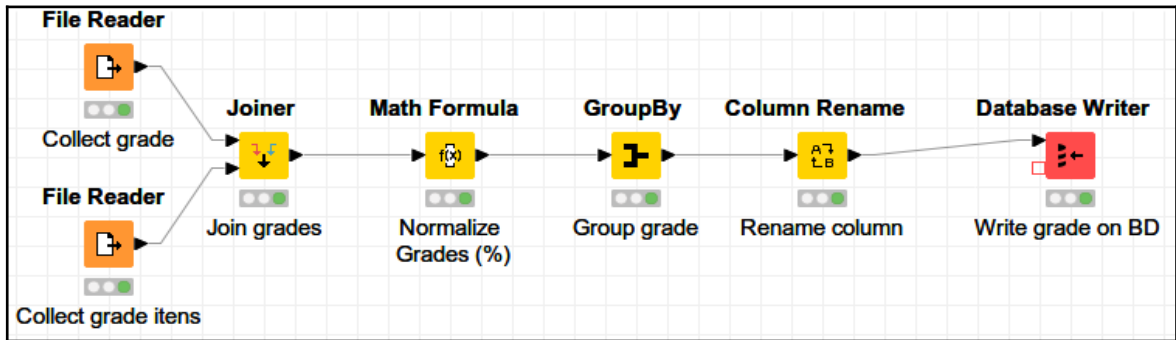 File Reader
Collect grade
File Reader
Collect grade itens
Joiner
Join grades
Math Formula
f(x)
Normalize
Grades (%)
GroupBy
Group grade
Column Rename
A
B
Rename column
Database Writer
Write grade on BD